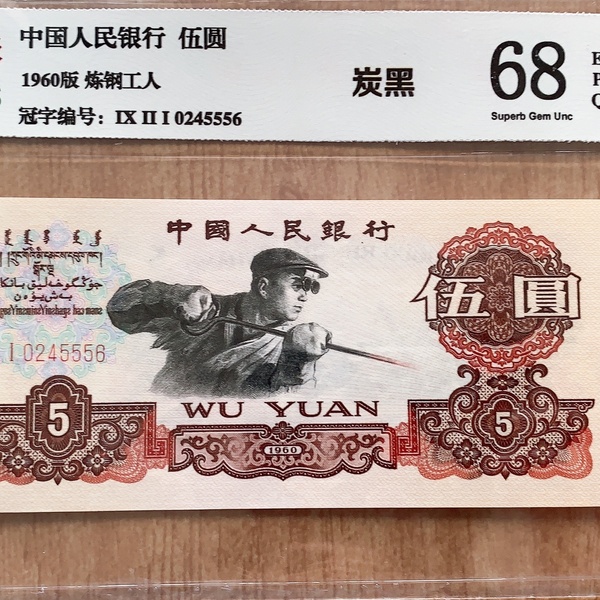 中国人民银行 伍圆
1960版 炼钢工人
冠字编号：IX II I 0245556
炭黑
68
Superb Gem Unc
E
P
Q
中國人民銀行
伍圓
I 0245556
5
WU YUAN
1960
5